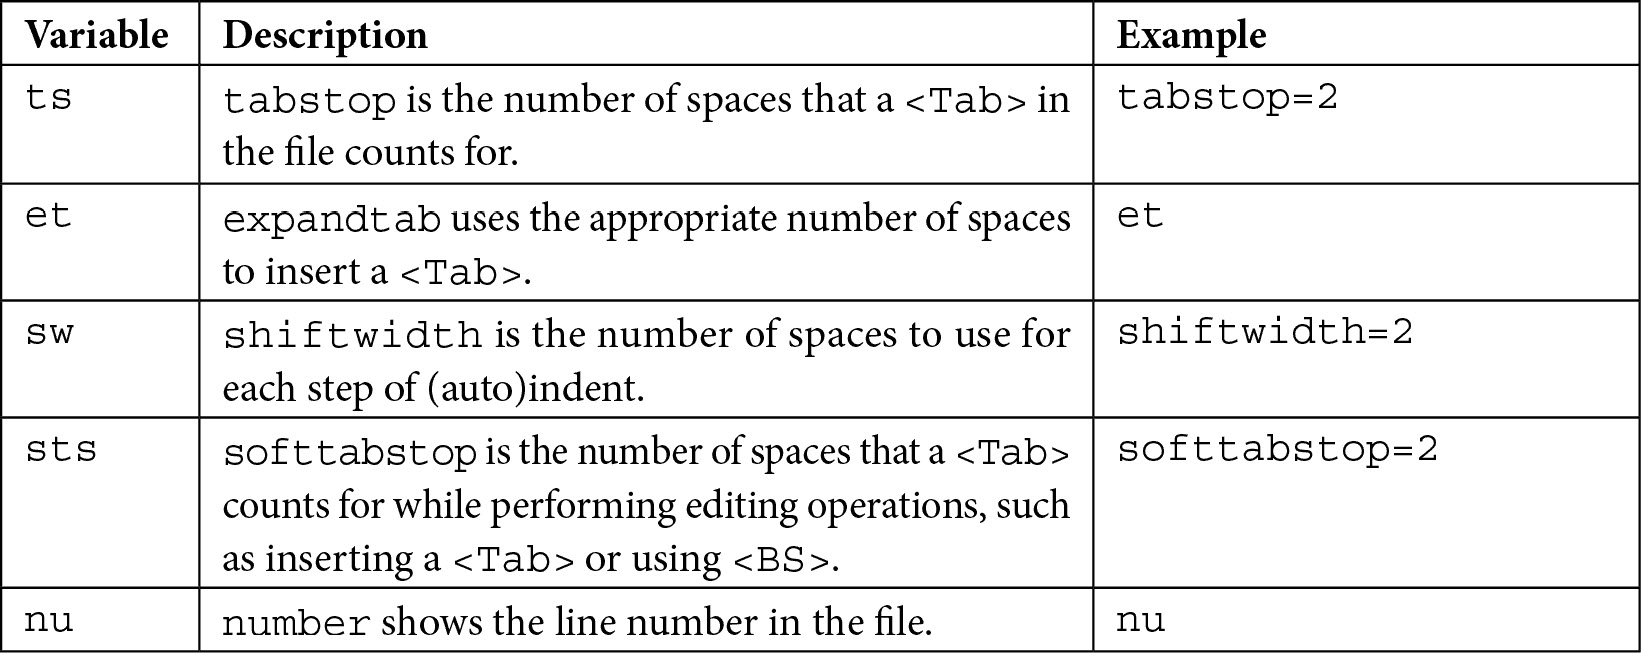 Variable Description Example
ts tabstop is the number of spaces that a <Tab> in tabstop=2
the file counts for.
et expandtab uses the appropriate number of spaces et
to insert a <Tab>.
sw shiftwidth is the number of spaces to use for shiftwidth=2
each step of (auto)indent.
sts softtabstop is the number of spaces that a <Tab> softtabstop=2
counts for while performing editing operations, such
as inserting a <Tab> or using <BS>.
nu number shows the line number in the file. nu